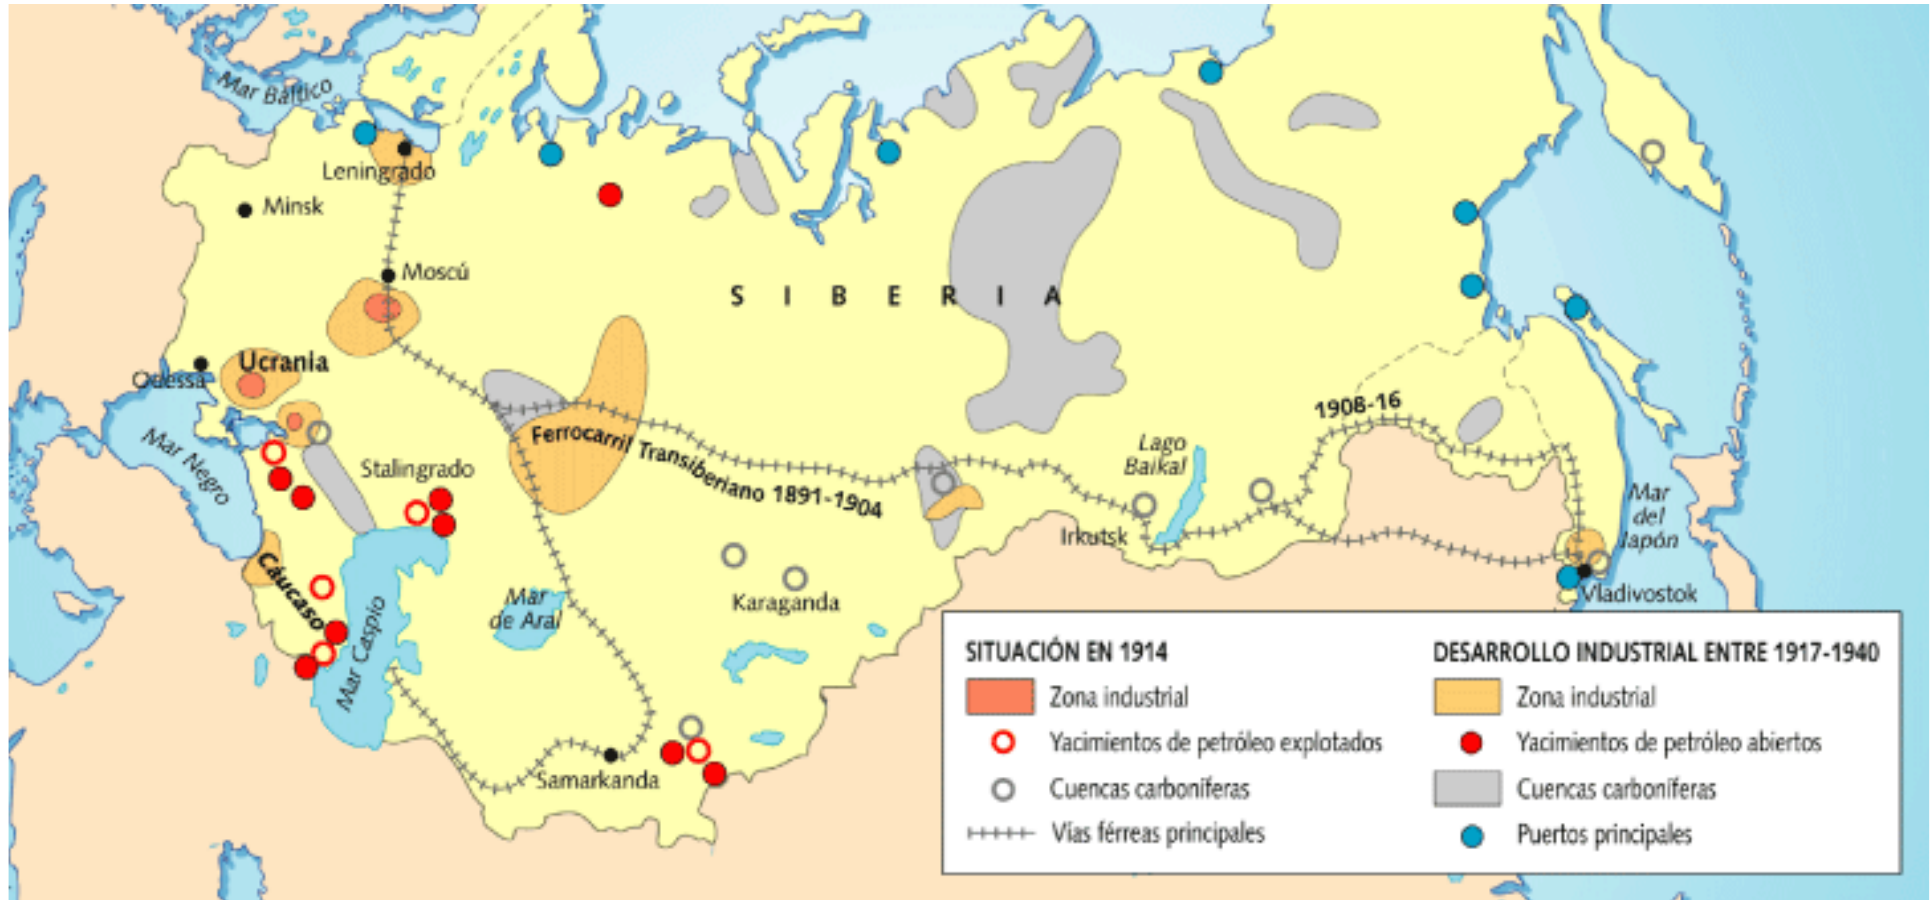 Mar Báltico
Leningrado
Minsk
Moscú
SIBERIA
Ucrania
Odessa
1908-16
Mar Negro
Stalingrado
Ferrocarril Transiberiano 1891-1904
Lago
Baikal
Mar
del
Japón
Irkutsk
Cáucaso
Mar Caspio
Mar
de Aral
Karaganda
Vladivostok
Samarkanda
SITUACIÓN EN 1914
Zona industrial
Yacimientos de petróleo explotados
Cuencas carboníferas
Vías férreas principales
DESARROLLO INDUSTRIAL ENTRE 1917-1940
Zona industrial
Yacimientos de petróleo abiertos
Cuencas carboníferas
Puertos principales